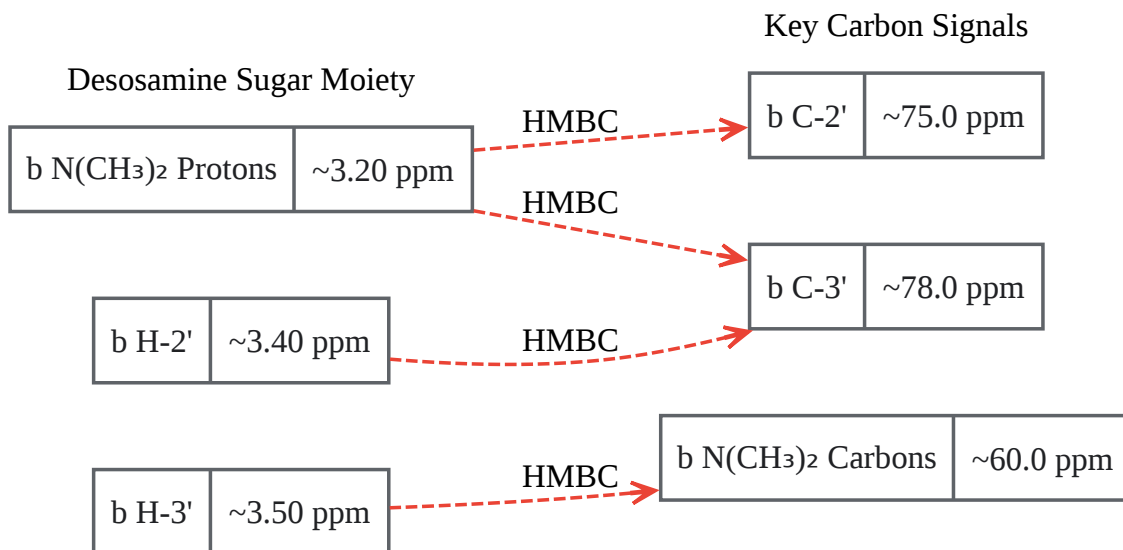 Key Carbon Signals
Desosamine Sugar Moiety
b N(CH₃)₂ Protons ~3.20 ppm
HMBC
b C-2' ~75.0 ppm
HMBC
b C-3' ~78.0 ppm
b H-2' ~3.40 ppm
HMBC
b N(CH₃)₂ Carbons ~60.0 ppm
b H-3' ~3.50 ppm
HMBC